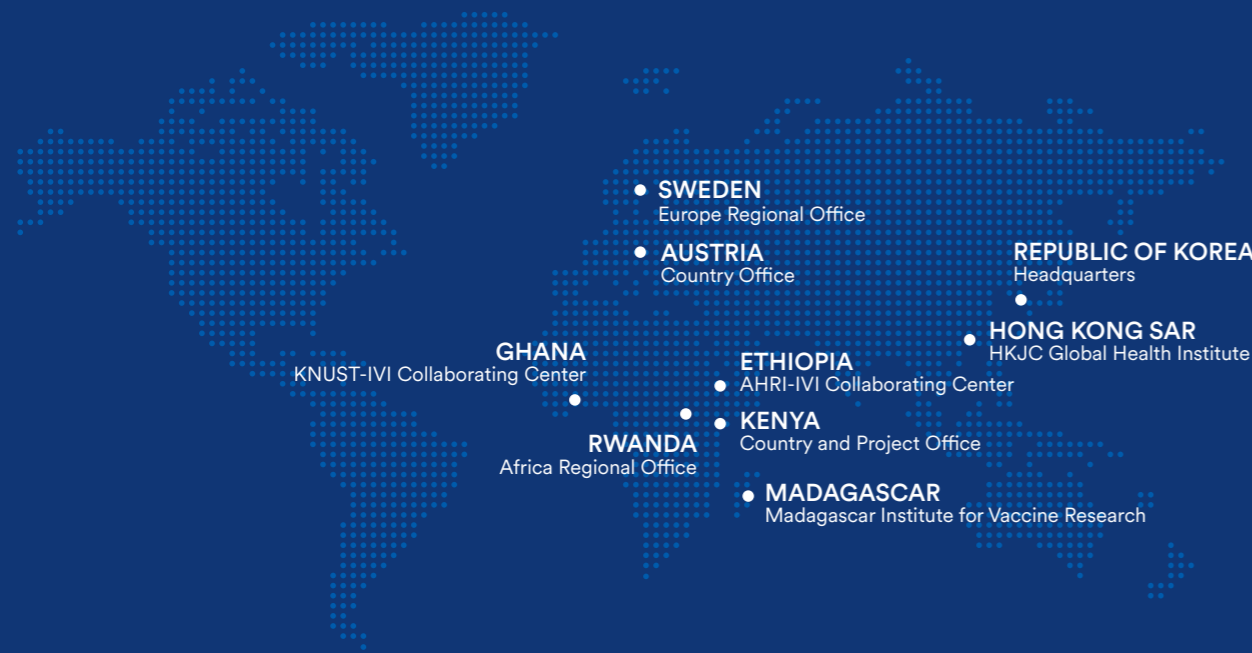 SWEDEN
Europe Regional Office
AUSTRIA
Country Office
REPUBLIC OF KOREA
Headquarters
HONG KONG SAR
HKJC Global Health Institute
GHANA
KNUST-IVI Collaborating Center
ETHIOPIA
AHRI-IVI Collaborating Center
KENYA
Country and Project Office
RWANDA
Africa Regional Office
MADAGASCAR
Madagascar Institute for Vaccine Research